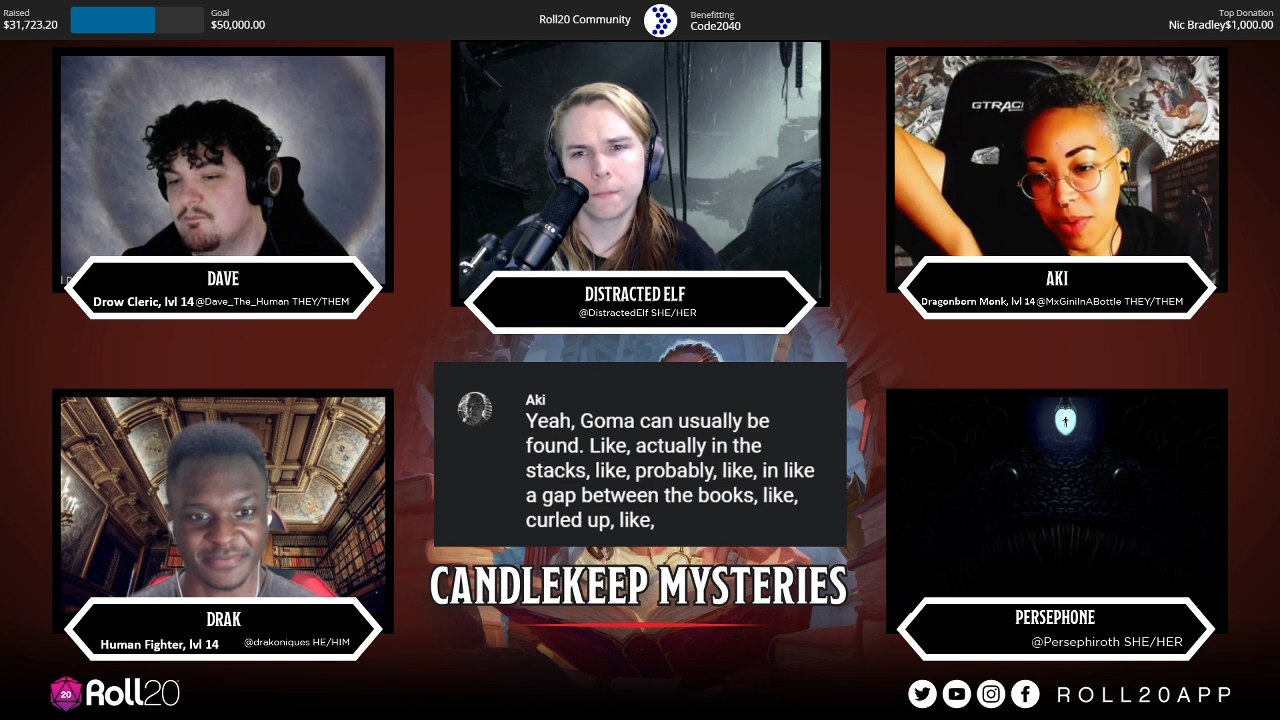 Raised
$31,723.20
Goal
$50,000.00
Roll20 Community
Benefitting
Code2040
Top Donation
Nic Bradley$1,000.00
DAVE
Drow Cleric, lvl 14 @Dave_The_Human THEY/THEM
DISTRACTED ELF
@DistractedElf SHE/HER
GTRAC
AKI
Dragonborn Monk, lvl 14 @MxGiniInABottle THEY/THEM
Aki
Yeah, Goma can usually be
found. Like, actually in the
stacks, like, probably, like, in like
a gap between the books, like,
curled up, like,
CANDLEKEEP MYSTERIES
DRAK
Human Fighter, lvl 14 @drakoniques HE/HIM
PERSEPHONE
@Persephiroth SHE/HER
20 Roll20
ROLL20APP